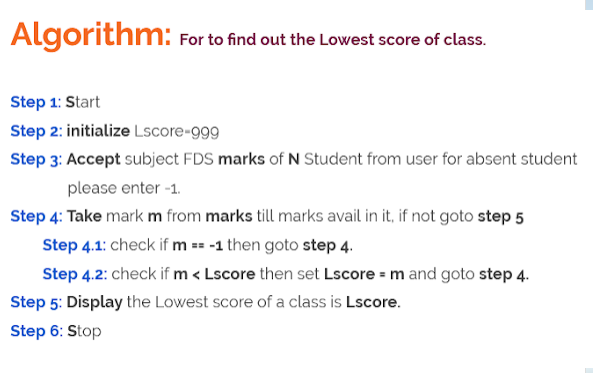 Algorithm: For to find out the Lowest score of class.
Step 1: Start
Step 2: initialize Lscore=999
Step 3: Accept subject FDS marks of N Student from user for absent student
please enter -1.
Step 4: Take mark m from marks till marks avail in it, if not goto step 5
Step 4.1: check if m == -1 then goto step 4.
Step 4.2: check if m < Lscore then set Lscore = m and goto step 4.
Step 5: Display the Lowest score of a class is Lscore.
Step 6: Stop